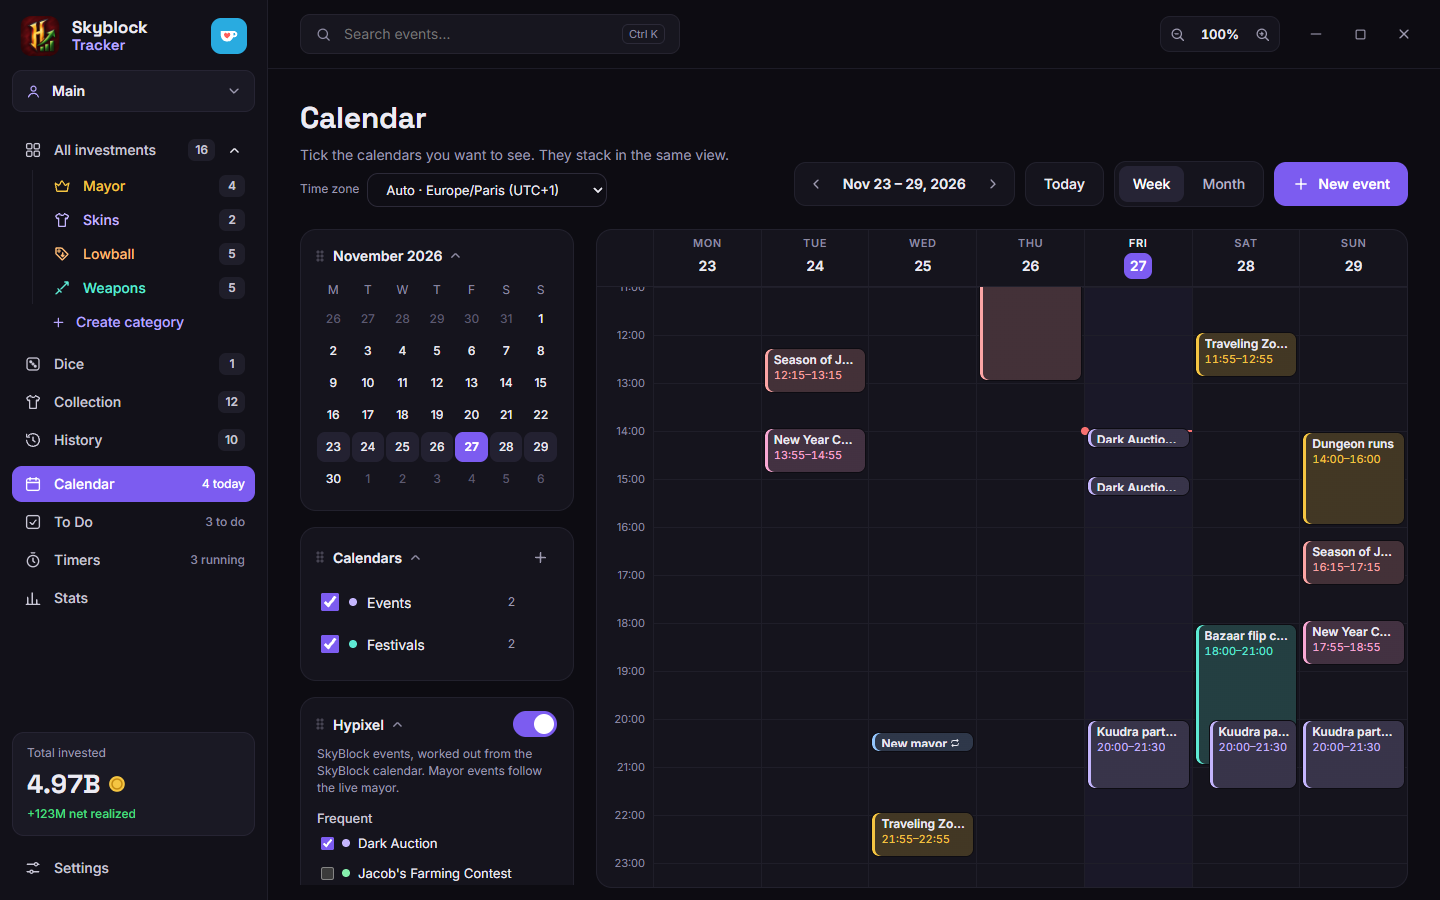 Skyblock
Tracker
Search events...
Ctrl K
100%
Main
All investments 16
Mayor 4
Skins 2
Lowball 5
Weapons 5
Create category
Dice 1
Collection 12
History 10
Calendar 4 today
To Do 3 to do
Timers 3 running
Stats
Total invested
4.97B
+123M net realized
Settings
Calendar
Tick the calendars you want to see. They stack in the same view.
Time zone
Auto · Europe/Paris (UTC+1)
Nov 23 – 29, 2026
Today
Week
Month
New event
November 2026
M T W T F S S
26 27 28 29 30 31 1
2 3 4 5 6 7 8
9 10 11 12 13 14 15
16 17 18 19 20 21 22
23 24 25 26 27 28 29
30 1 2 3 4 5 6
Calendars
Events 2
Festivals 2
Hypixel
SkyBlock events, worked out from the
SkyBlock calendar. Mayor events follow
the live mayor.
Frequent
Dark Auction
Jacob's Farming Contest
MON TUE WED THU FRI SAT SUN
23 24 25 26 27 28 29
11:00
12:00
13:00
14:00
15:00
16:00
17:00
18:00
19:00
20:00
21:00
22:00
23:00
Season of J...
12:15–13:15
New Year C...
13:55–14:55
New mayor
Traveling Zo...
21:55–22:55
Dark Auctio...
Dark Auctio...
Kuudra part...
20:00–21:30
Traveling Zo...
11:55–12:55
Bazaar flip c...
18:00–21:00
Kuudra pa...
20:00–21:30
Dungeon runs
14:00–16:00
Season of J...
16:15–17:15
New Year C...
17:55–18:55
Kuudra part...
20:00–21:30